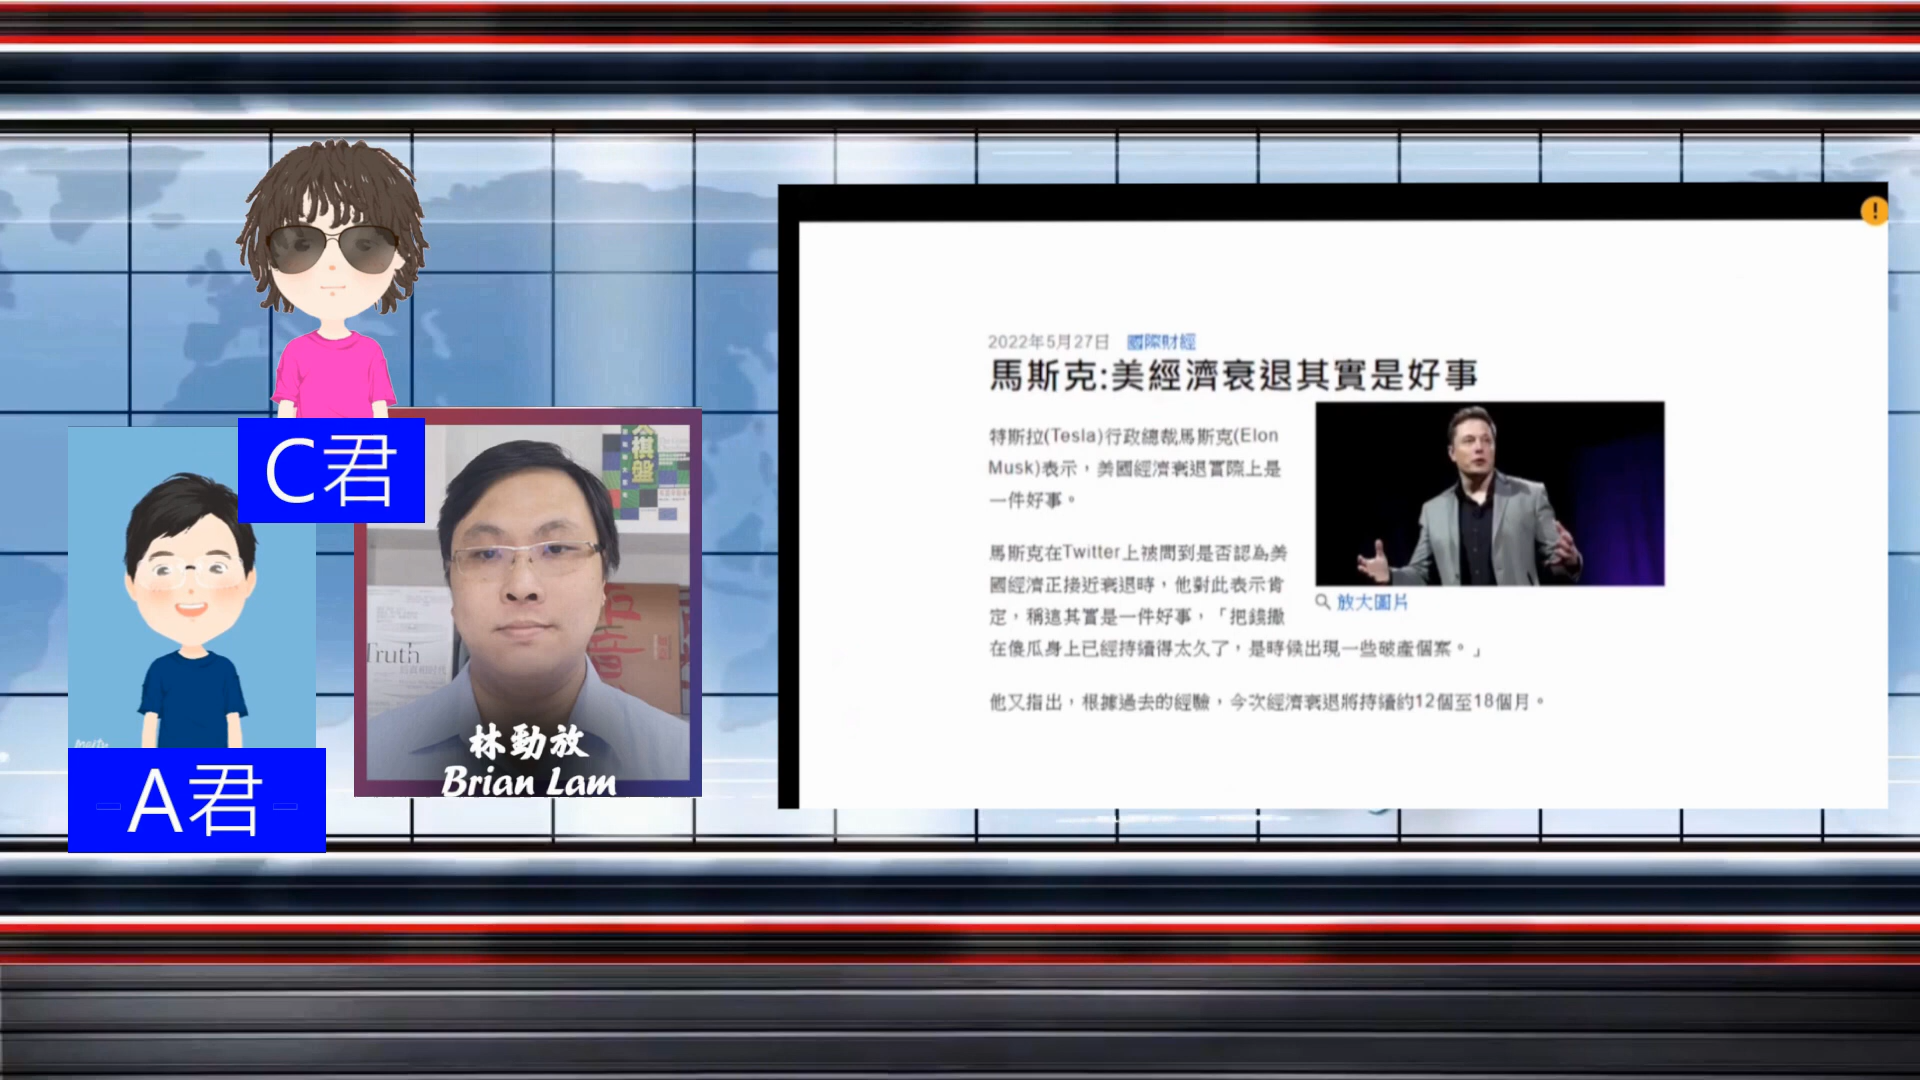 C君
A君
Truth
林勁放
Brian Lam
2022年5月27日 國際財經
馬斯克:美經濟衰退其實是好事
特斯拉(Tesla)行政總裁馬斯克(Elon
Musk)表示，美國經濟衰退實際上是
一件好事。
馬斯克在Twitter上被問到是否認為美
國經濟正接近衰退時，他對此表示肯
定，稱這其實是一件好事，「把錢撒
在傻瓜身上已經持續得太久了，是時候出現一些破產個案。」
放大圖片
他又指出，根據過去的經驗，今次經濟衰退將持續約12個至18個月。